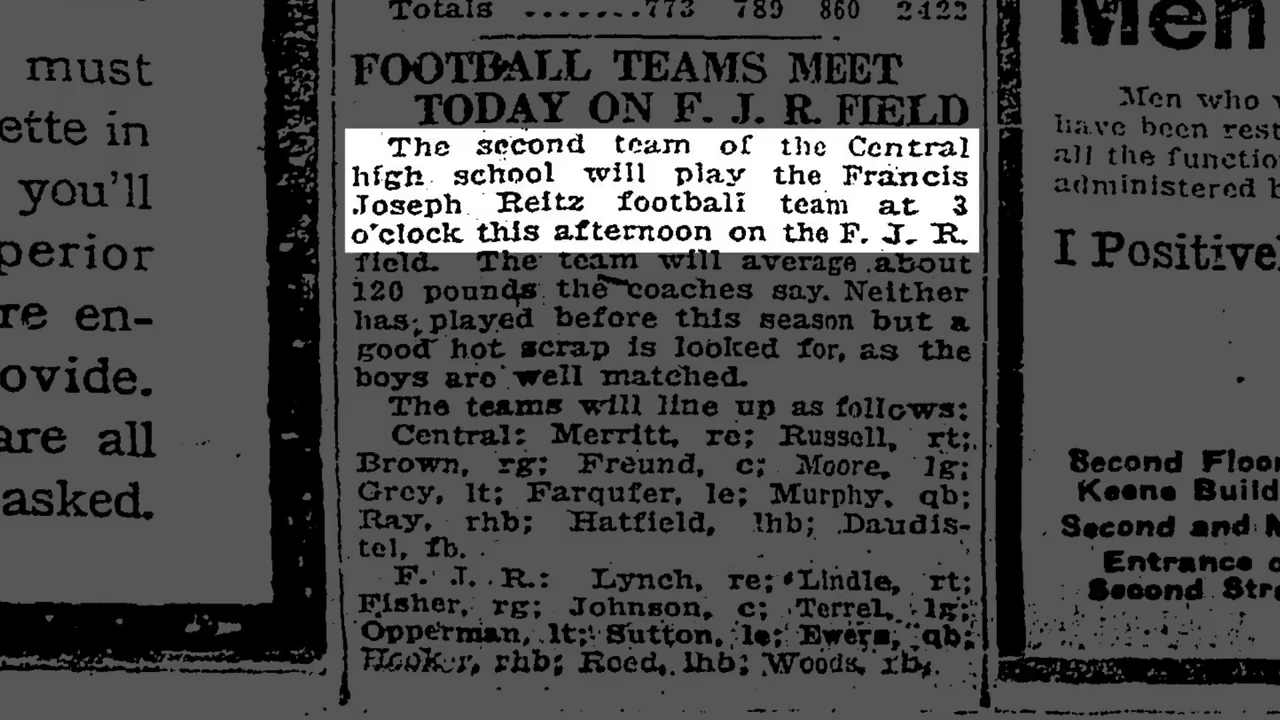 must
ette in
you'll
perior
re en-
ovide.
are all
asked.
Totals ........773 789 860 2422
FOOTBALL TEAMS MEET
TODAY ON F. J. R. FIELD
The second team of the Central
high school will play the Francis
Joseph Reitz football team at 3
o'clock this afternoon on the F. J. R.
field. The team will average about
120 pounds the coaches say. Neither
has played before this season but a
good hot scrap is looked for, as the
boys are well matched.
The teams will line up as follows:
Central: Merritt, re; Russell, rt;
Brown, rg; Freund, c; Moore, lg;
Grey, lt; Farqufer, le; Murphy, qb;
Ray, rhb; Hatfield, lhb; Daudis-
tel, fb.
F. J. R.: Lynch, re; Lindle, rt;
Fisher, rg; Johnson, c; Terrel, lg;
Opperman, lt; Sutton, le; Ewers, qb;
Hooker, rhb; Roed, lhb; Woods,
Men
Men who
have been rest
all the functio
administered
I Positive
Second Floor
Keene Build
Second and
Entrance
Second Str